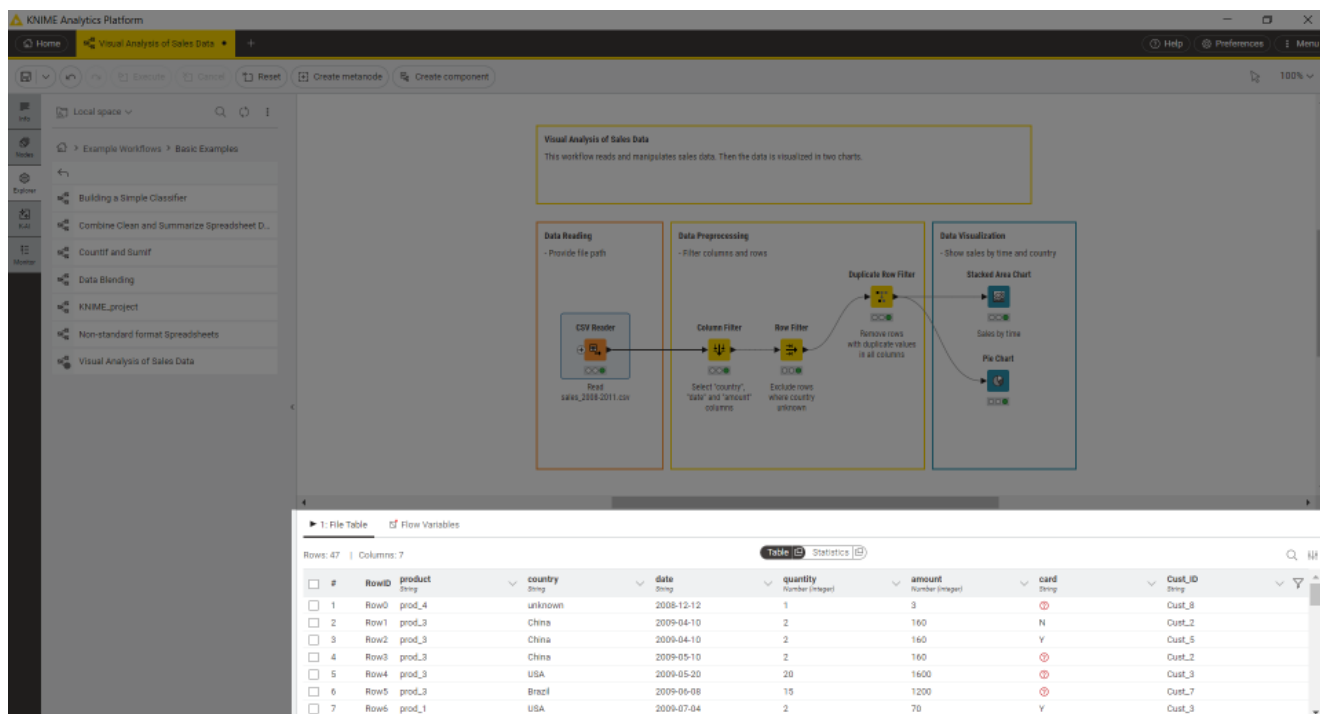 KNIME Analytics Platform
Home
Visual Analysis of Sales Data
Help
Preferences
Menu
Execute
Cancel
Reset
Create metanode
Create component
100%
Info
Nodes
Explorer
K-AI
Monitor
Local space
Example Workflows > Basic Examples
Building a Simple Classifier
Combine Clean and Summarize Spreadsheet D...
Countif and Sumif
Data Blending
KNIME_project
Non-standard format Spreadsheets
Visual Analysis of Sales Data
Visual Analysis of Sales Data
This workflow reads and manipulates sales data. Then the data is visualized in two charts.
Data Reading
- Provide file path
CSV Reader
Read
sales_2008-2011.csv
Data Preprocessing
- Filter columns and rows
Column Filter
Select "country",
"date" and "amount"
columns
Row Filter
Exclude rows
where country
unknown
Duplicate Row Filter
Remove rows
with duplicate values
in all columns
Data Visualization
- Show sales by time and country
Stacked Area Chart
Sales by time
Pie Chart
1: File Table
Flow Variables
Rows: 47 | Columns: 7
Table
Statistics
# RowID product country date quantity amount card Cust_ID
String String String Number (integer) Number (integer) String String
1 Row0 prod_4 unknown 2008-12-12 1 3 ? Cust_8
2 Row1 prod_3 China 2009-04-10 2 160 N Cust_2
3 Row2 prod_3 China 2009-04-10 2 160 Y Cust_5
4 Row3 prod_3 China 2009-05-10 2 160 ? Cust_2
5 Row4 prod_3 USA 2009-05-20 20 1600 ? Cust_3
6 Row5 prod_3 Brazil 2009-06-08 15 1200 ? Cust_7
7 Row6 prod_1 USA 2009-07-04 2 70 Y Cust_3